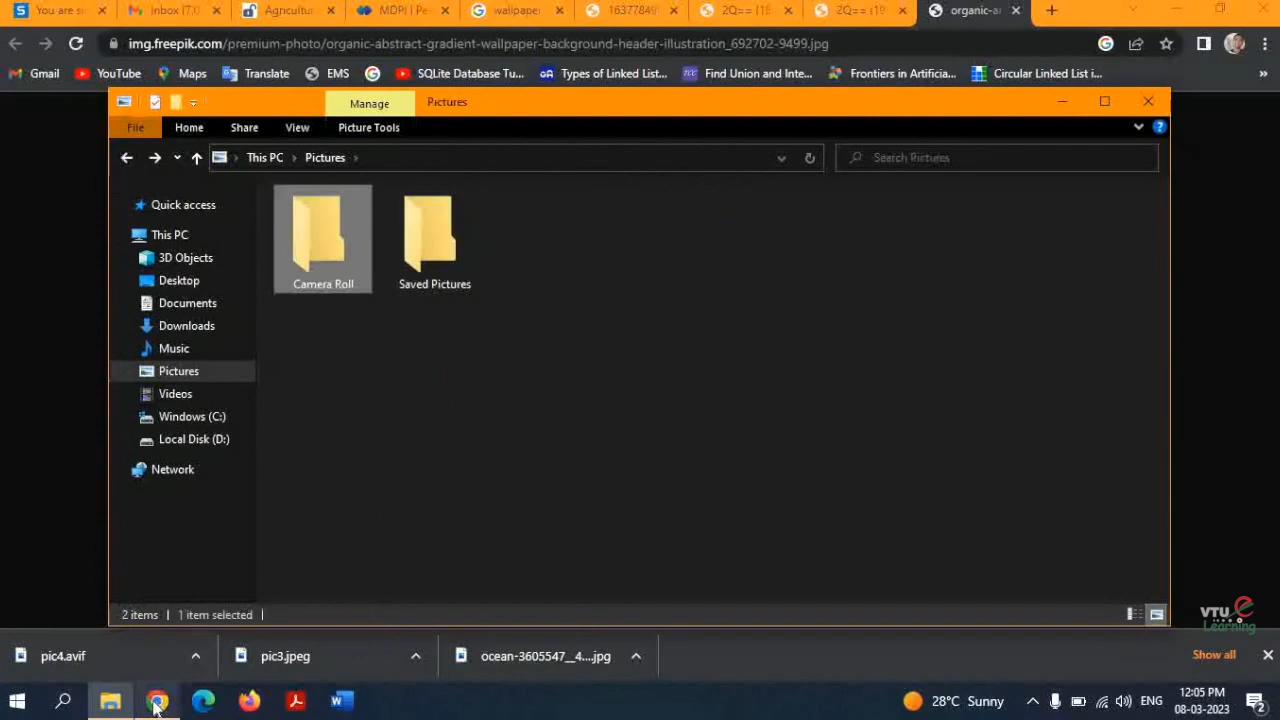 You are su
Inbox (7,0
Agricultur
MDPI | Pe
wallpaper
16377849
2Q== (1
2Q== (19
organic-a
img.freepik.com/premium-photo/organic-abstract-gradient-wallpaper-background-header-illustration_692702-9499.jpg
Gmail YouTube Maps Translate EMS SQLite Database Tu... Types of Linked List... Find Union and Inte... Frontiers in Artificia... Circular Linked List i... »
Manage Pictures
File Home Share View Picture Tools
This PC > Pictures > Search Pictures
Quick access
This PC
3D Objects
Desktop
Documents
Downloads
Music
Pictures
Videos
Windows (C:)
Local Disk (D:)
Network
Camera Roll
Saved Pictures
2 items 1 item selected
VTU e
Learning
pic4.avif pic3.jpeg ocean-3605547__4....jpg Show all
28°C Sunny ENG 12:05 PM
08-03-2023
2